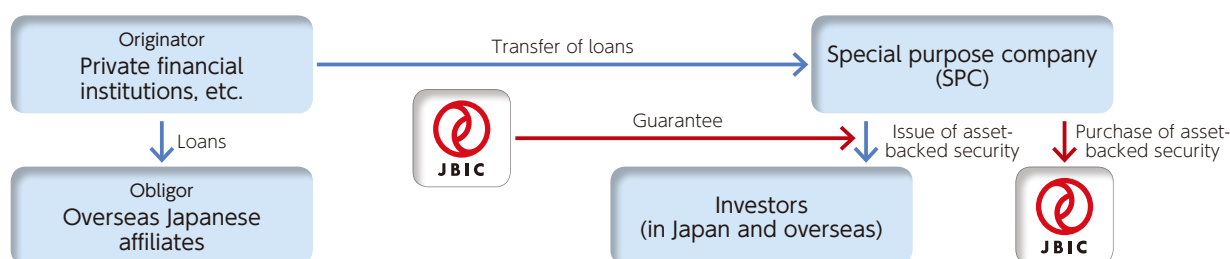 Originator
Private financial
institutions, etc.
Transfer of loans
Special purpose company
(SPC)
JBIC
Guarantee
Loans
Issue of asset-
backed security
Purchase of asset-
backed security
Obligor
Overseas Japanese
affiliates
Investors
(in Japan and overseas)
JBIC